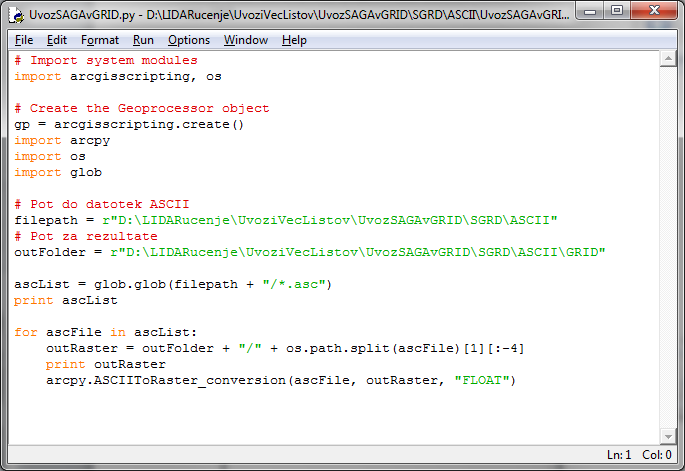 UvozSAGAvGRID.py - D:\LIDARucenje\UvoziVecListov\UvozSAGAvGRID\SGRD\ASCII\UvozSAGAvGRI...
File Edit Format Run Options Window Help
# Import system modules
import arcgisscripting, os

# Create the Geoprocessor object
gp = arcgisscripting.create()
import arcpy
import os
import glob

# Pot do datotek ASCII
filepath = r"D:\LIDARucenje\UvoziVecListov\UvozSAGAvGRID\SGRD\ASCII"
# Pot za rezultate
outFolder = r"D:\LIDARucenje\UvoziVecListov\UvozSAGAvGRID\SGRD\ASCII\GRID"

ascList = glob.glob(filepath + "/*.asc")
print ascList

for ascFile in ascList:
    outRaster = outFolder + "/" + os.path.split(ascFile)[1][:-4]
    print outRaster
    arcpy.ASCIIToRaster_conversion(ascFile, outRaster, "FLOAT")
Ln: 1 Col: 0